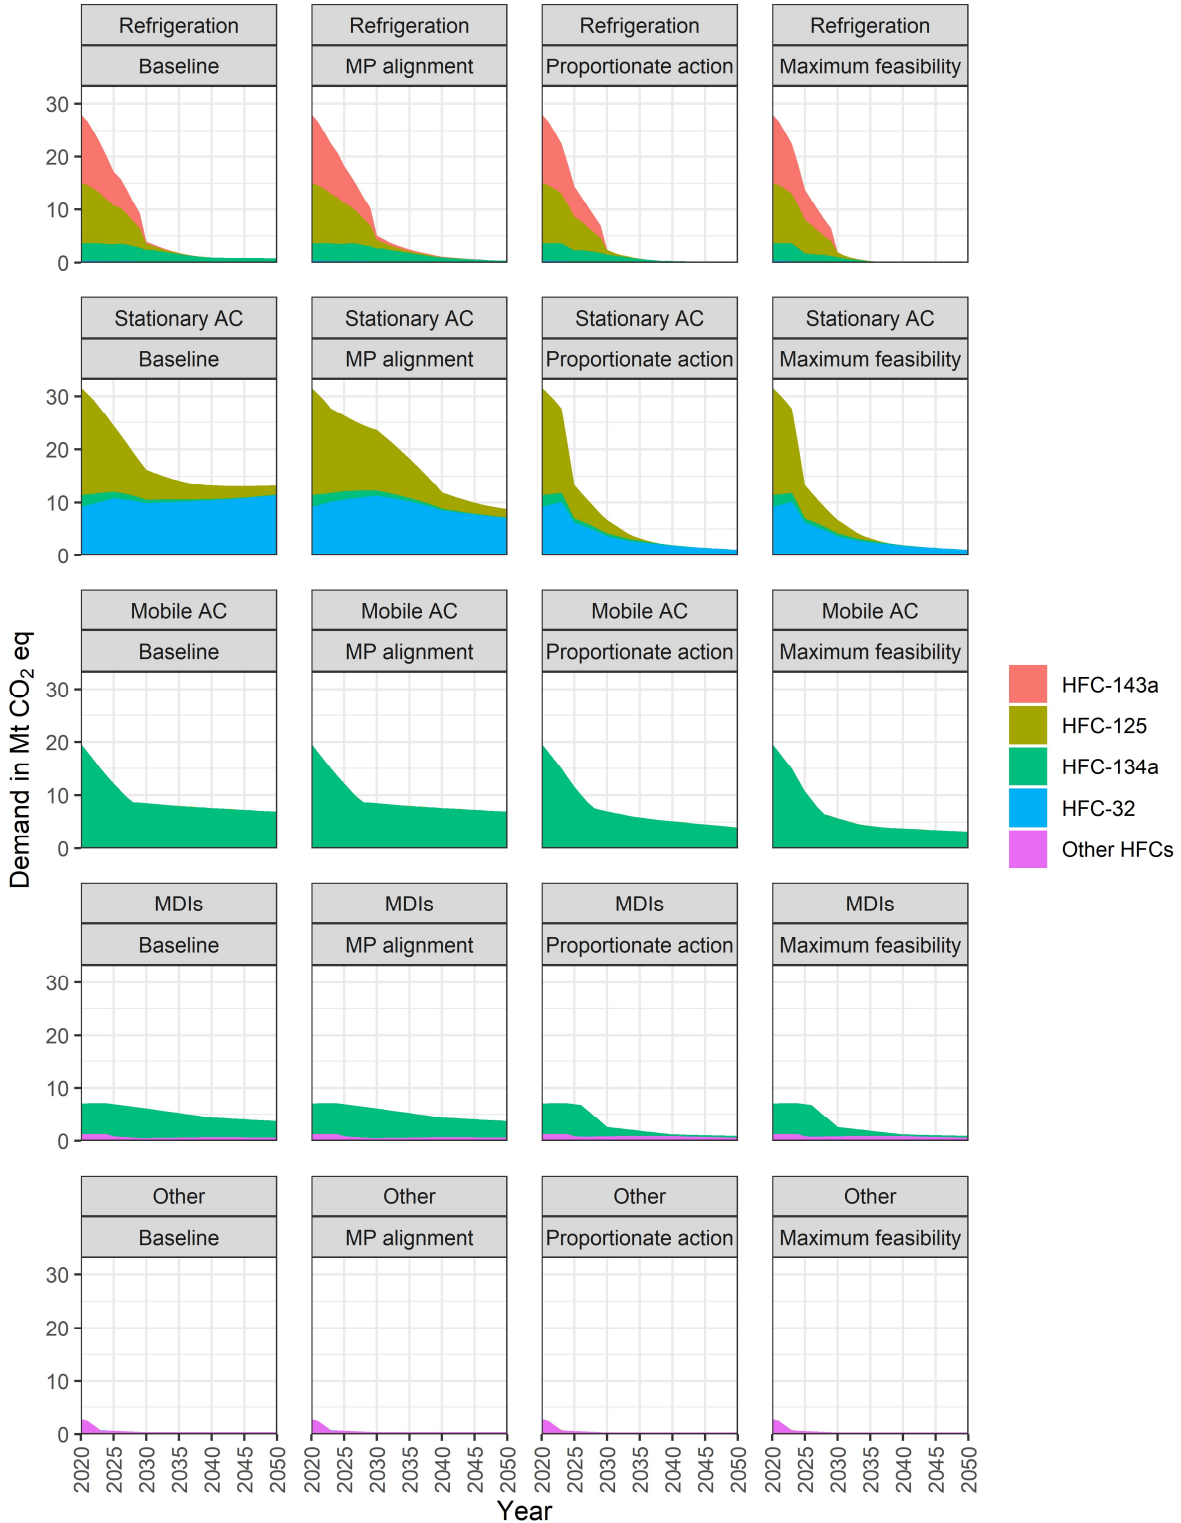 Refrigeration Refrigeration Refrigeration Refrigeration
Baseline MP alignment Proportionate action Maximum feasibility
30
20
10
0
Stationary AC Stationary AC Stationary AC Stationary AC
Baseline MP alignment Proportionate action Maximum feasibility
30
20
10
0
Mobile AC Mobile AC Mobile AC Mobile AC
Baseline MP alignment Proportionate action Maximum feasibility
30
20
10
0
MDIs MDIs MDIs MDIs
Baseline MP alignment Proportionate action Maximum feasibility
30
20
10
0
Other Other Other Other
Baseline MP alignment Proportionate action Maximum feasibility
30
20
10
0
2020 2025 2030 2035 2040 2045 2050 2020 2025 2030 2035 2040 2045 2050 2020 2025 2030 2035 2040 2045 2050 2020 2025 2030 2035 2040 2045 2050
Year
Demand in Mt CO₂ eq
HFC-143a
HFC-125
HFC-134a
HFC-32
Other HFCs